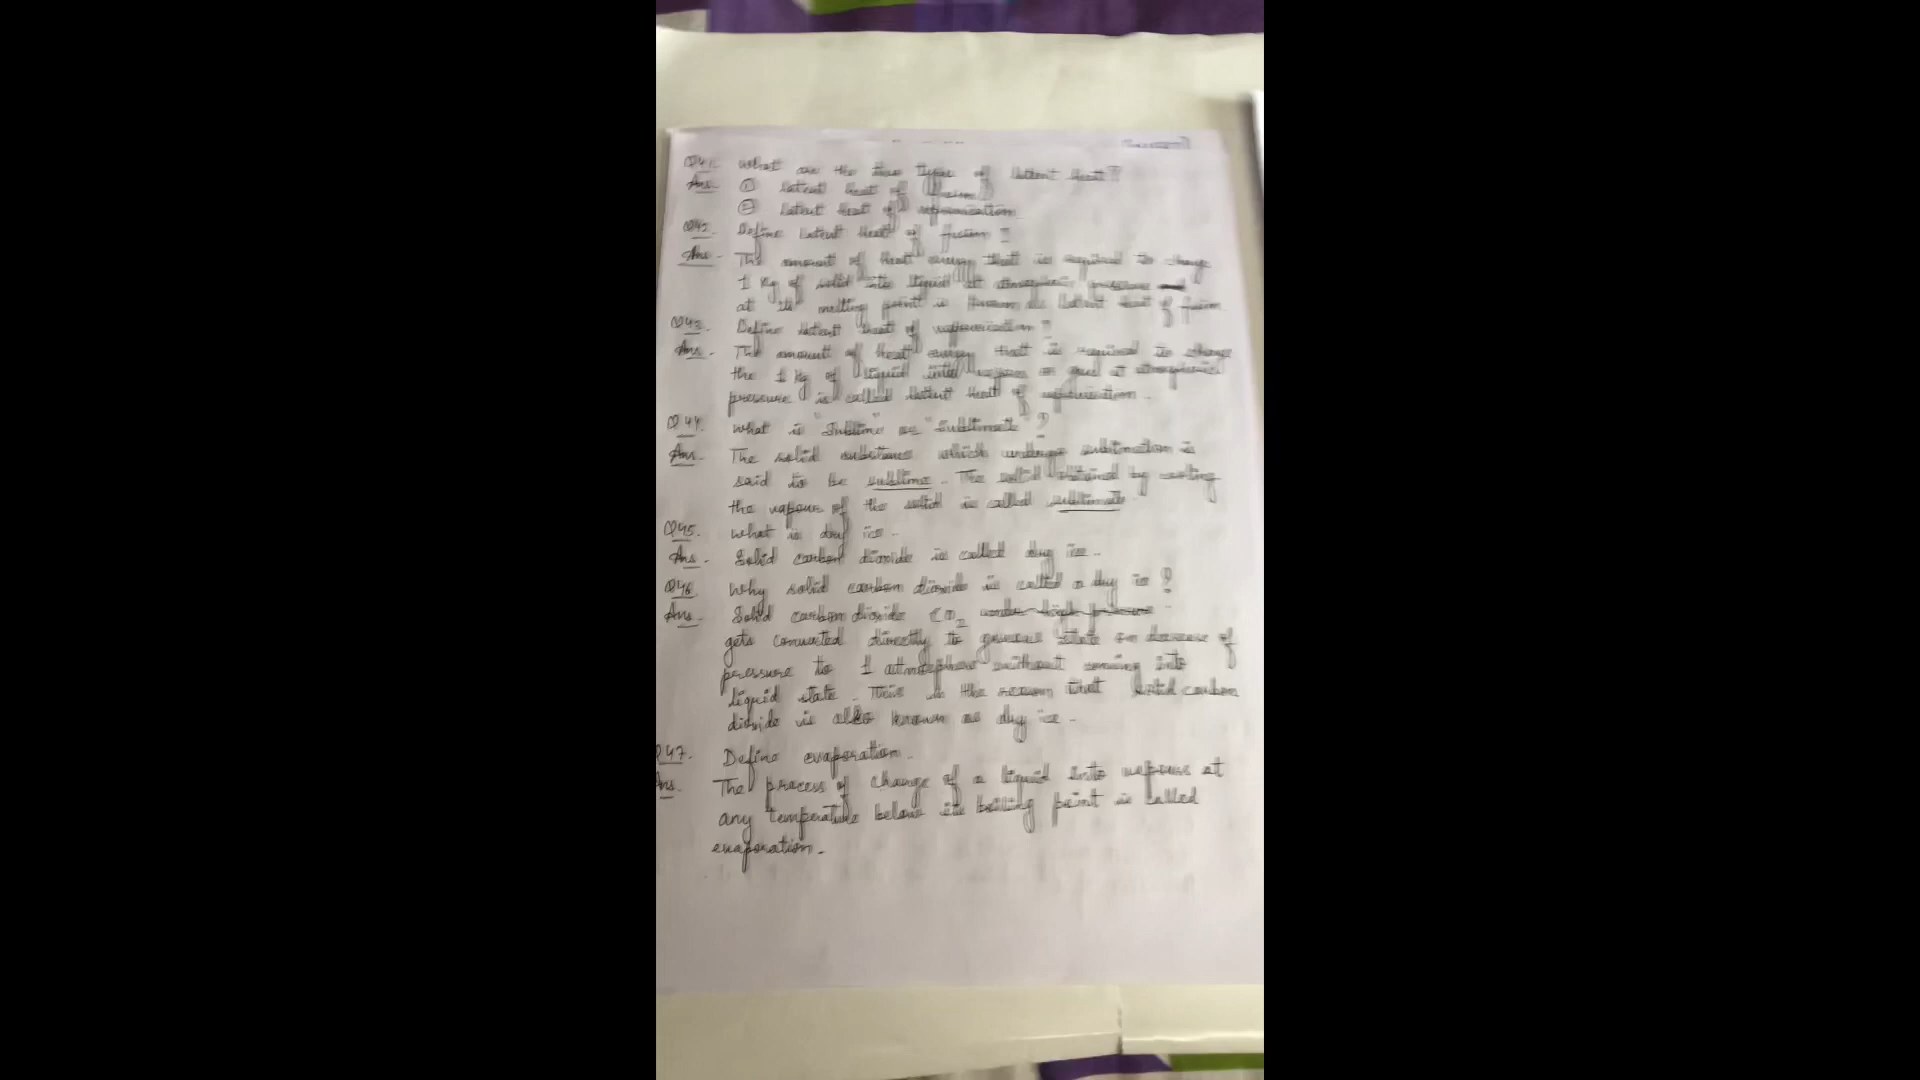 Q41. What are the two types of latent heat?
Ans. ① latent heat of fusion
② latent heat of vaporisation
Q42. Define latent heat of fusion?
Ans - The amount of heat energy that is required to change
1 kg of solid into liquid at atmospheric pressure
at its melting point is known as latent heat of fusion.
Q43. Define latent heat of vaporisation?
Ans. The amount of heat energy that is required to change
the 1 kg of liquid into or gas at atmospheric
pressure is called latent heat of vaporisation.
Q44. What is "Sublime" or "Sublimate"?
Ans. The solid substance which undergo sublimation is
said to be sublime. The solid obtained by cooling
the vapour of the solid is called sublimate.
Q45. What is dry ice.
Ans. Solid carbon dioxide is called dry ice.
Q46. Why solid carbon dioxide is called a dry ice?
Ans. Solid carbon dioxide CO2 under high pressure
gets converted directly to gaseous state on decrease of
pressure to 1 atmosphere without coming into
liquid state. This is the reason that solid carbon
dioxide is also known as dry ice.
Q47. Define evaporation.
Ans. The process of change of a liquid into vapours at
any temperature below its boiling point is called
evaporation.